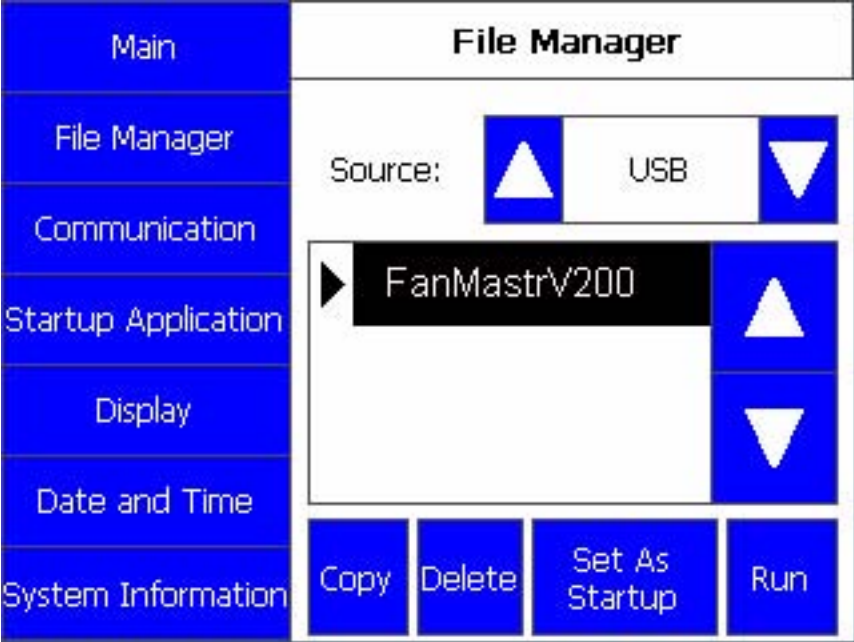 Main
File Manager
Communication
Startup Application
Display
Date and Time
System Information
File Manager
Source:
USB
FanMastrV200
Copy
Delete
Set As
Startup
Run